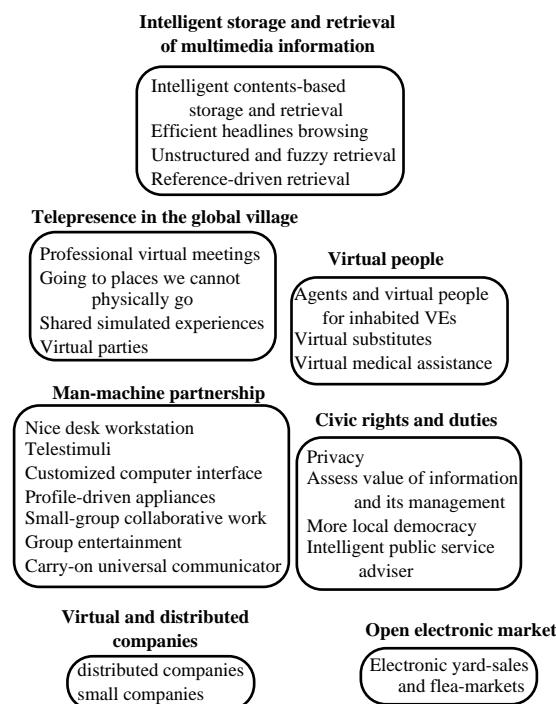 Intelligent storage and retrieval
of multimedia information
Intelligent contents-based
storage and retrieval
Efficient headlines browsing
Unstructured and fuzzy retrieval
Reference-driven retrieval
Telepresence in the global village
Professional virtual meetings
Going to places we cannot
physically go
Shared simulated experiences
Virtual parties
Virtual people
Agents and virtual people
for inhabited VEs
Virtual substitutes
Virtual medical assistance
Man-machine partnership
Nice desk workstation
Telestimuli
Customized computer interface
Profile-driven appliances
Small-group collaborative work
Group entertainment
Carry-on universal communicator
Civic rights and duties
Privacy
Assess value of information
and its management
More local democracy
Intelligent public service
adviser
Virtual and distributed
companies
distributed companies
small companies
Open electronic market
Electronic yard-sales
and flea-markets